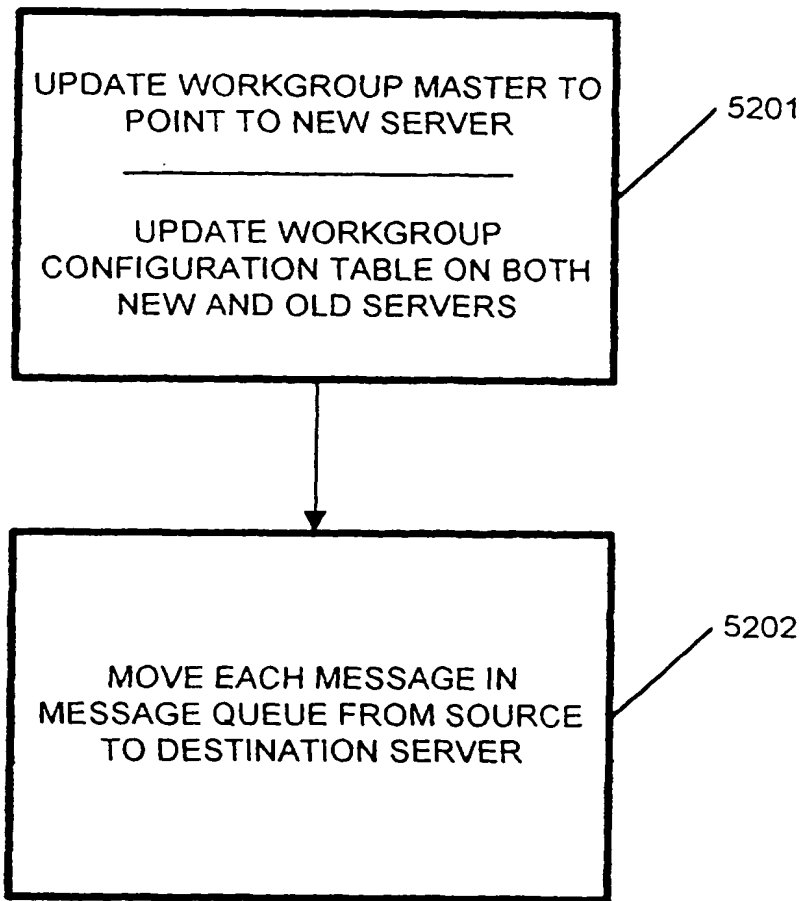 UPDATE WORKGROUP MASTER TO
POINT TO NEW SERVER
5201
UPDATE WORKGROUP
CONFIGURATION TABLE ON BOTH
NEW AND OLD SERVERS
MOVE EACH MESSAGE IN
MESSAGE QUEUE FROM SOURCE
TO DESTINATION SERVER
5202